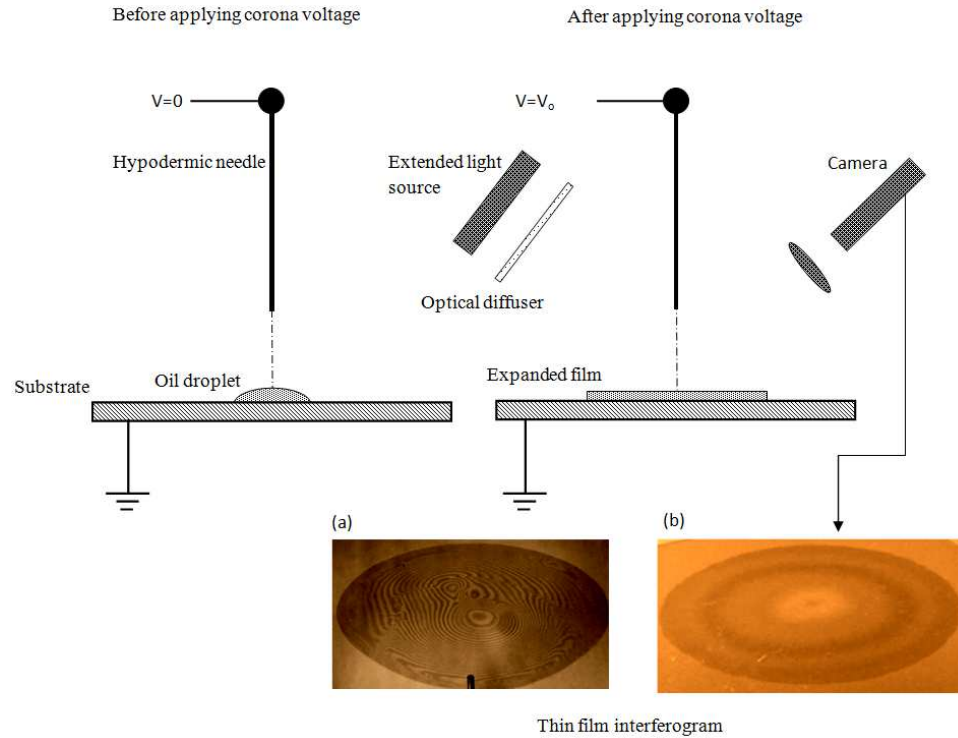 Before applying corona voltage
After applying corona voltage
V=0
V=Vₒ
Hypodermic needle
Extended light
source
Camera
Optical diffuser
Substrate
Oil droplet
Expanded film
(a)
(b)
Thin film interferogram